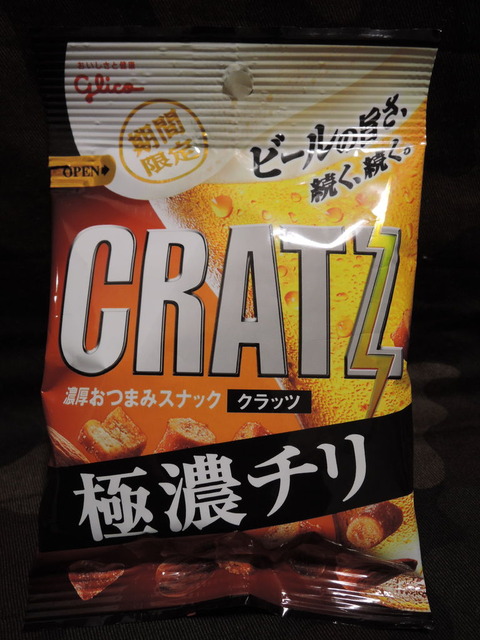 おいしさと健康
Glico
期間
限定
ビールの旨さ、
続く、続く。
OPEN
CRATZ
濃厚おつまみスナック クラッツ
極濃チリ